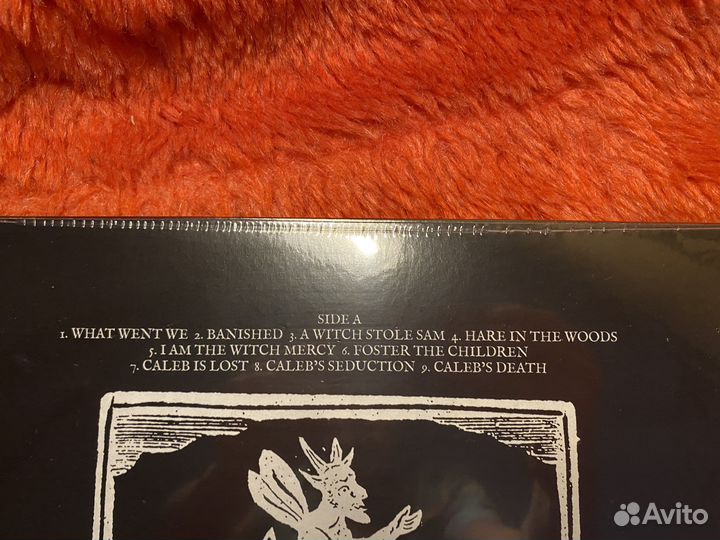 SIDE A
1. WHAT WENT WE 2. BANISHED 3. A WITCH STOLE SAM 4. HARE IN THE WOODS
5. I AM THE WITCH MERCY 6. FOSTER THE CHILDREN
7. CALEB IS LOST 8. CALEB'S SEDUCTION 9. CALEB'S DEATH
Avito